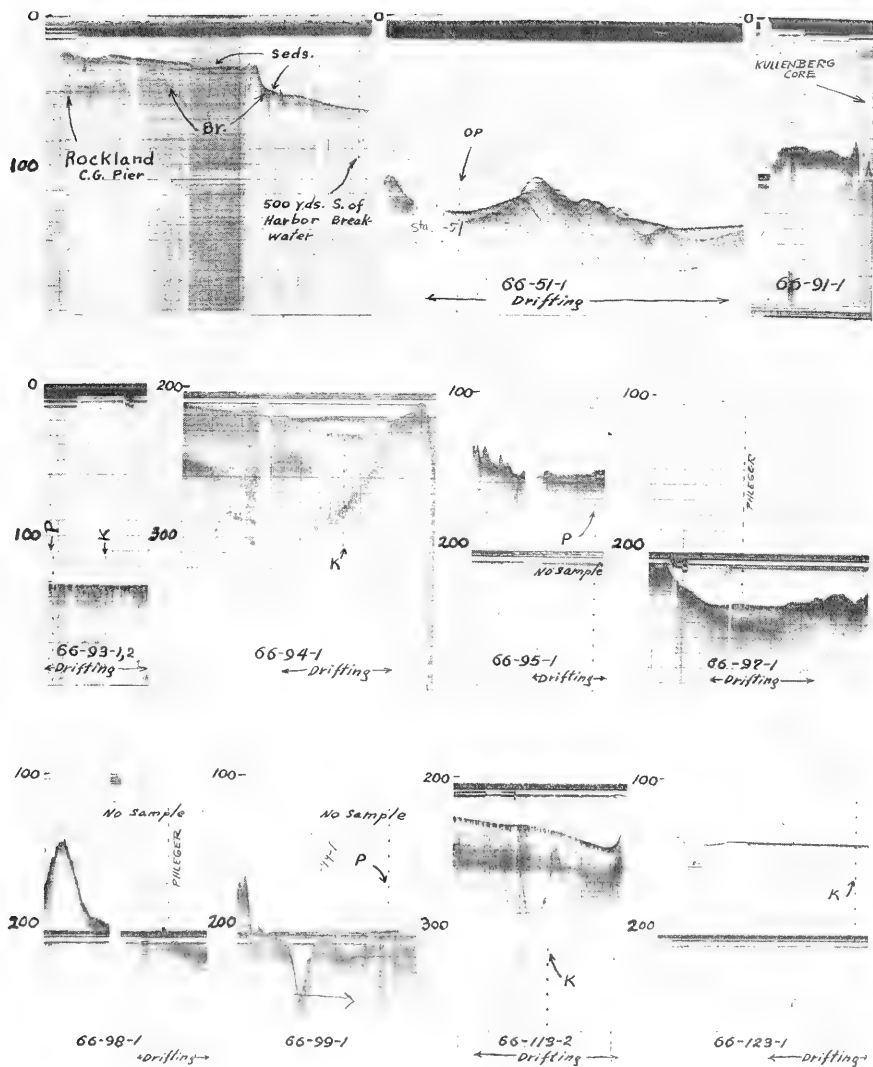 0
Seds.
Br.
Rockland
C.G. Pier
100
500 yds. S. of
Harbor Break-
water
0
OP
Sta. -51
66-51-1
Drifting
0
KULLENBERG
CORE
66-91-1
0
100
P
K
66-93-1,2
Drifting
200
300
K
66-94-1
Drifting
100
200
P
No sample
66-95-1
Drifting
100
200
PHLEGER
66-97-1
Drifting
100
No Sample
PHLEGER
200
66-98-1
Drifting
100
No Sample
P
200
66-99-1
200
300
K
66-113-2
Drifting
100
K
200
66-123-1
Drifting